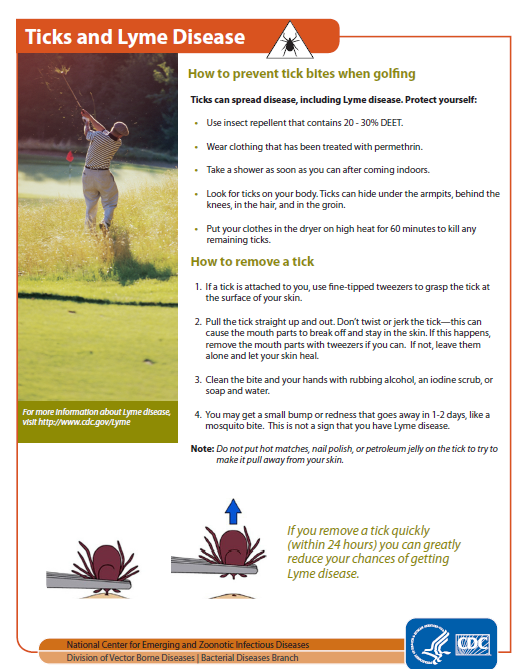 Ticks and Lyme Disease
How to prevent tick bites when golfing
Ticks can spread disease, including Lyme disease. Protect yourself:
• Use insect repellent that contains 20 - 30% DEET.
• Wear clothing that has been treated with permethrin.
• Take a shower as soon as you can after coming indoors.
• Look for ticks on your body. Ticks can hide under the armpits, behind the
knees, in the hair, and in the groin.
• Put your clothes in the dryer on high heat for 60 minutes to kill any
remaining ticks.
How to remove a tick
1. If a tick is attached to you, use fine-tipped tweezers to grasp the tick at
the surface of your skin.
2. Pull the tick straight up and out. Don’t twist or jerk the tick—this can
cause the mouth parts to break off and stay in the skin. If this happens,
remove the mouth parts with tweezers if you can. If not, leave them
alone and let your skin heal.
3. Clean the bite and your hands with rubbing alcohol, an iodine scrub, or
soap and water.
4. You may get a small bump or redness that goes away in 1-2 days, like a
mosquito bite. This is not a sign that you have Lyme disease.
Note: Do not put hot matches, nail polish, or petroleum jelly on the tick to try to
make it pull away from your skin.
For more information about Lyme disease,
visit http://www.cdc.gov/Lyme
If you remove a tick quickly
(within 24 hours) you can greatly
reduce your chances of getting
Lyme disease.
National Center for Emerging and Zoonotic Infectious Diseases
Division of Vector Borne Diseases | Bacterial Diseases Branch
CDC